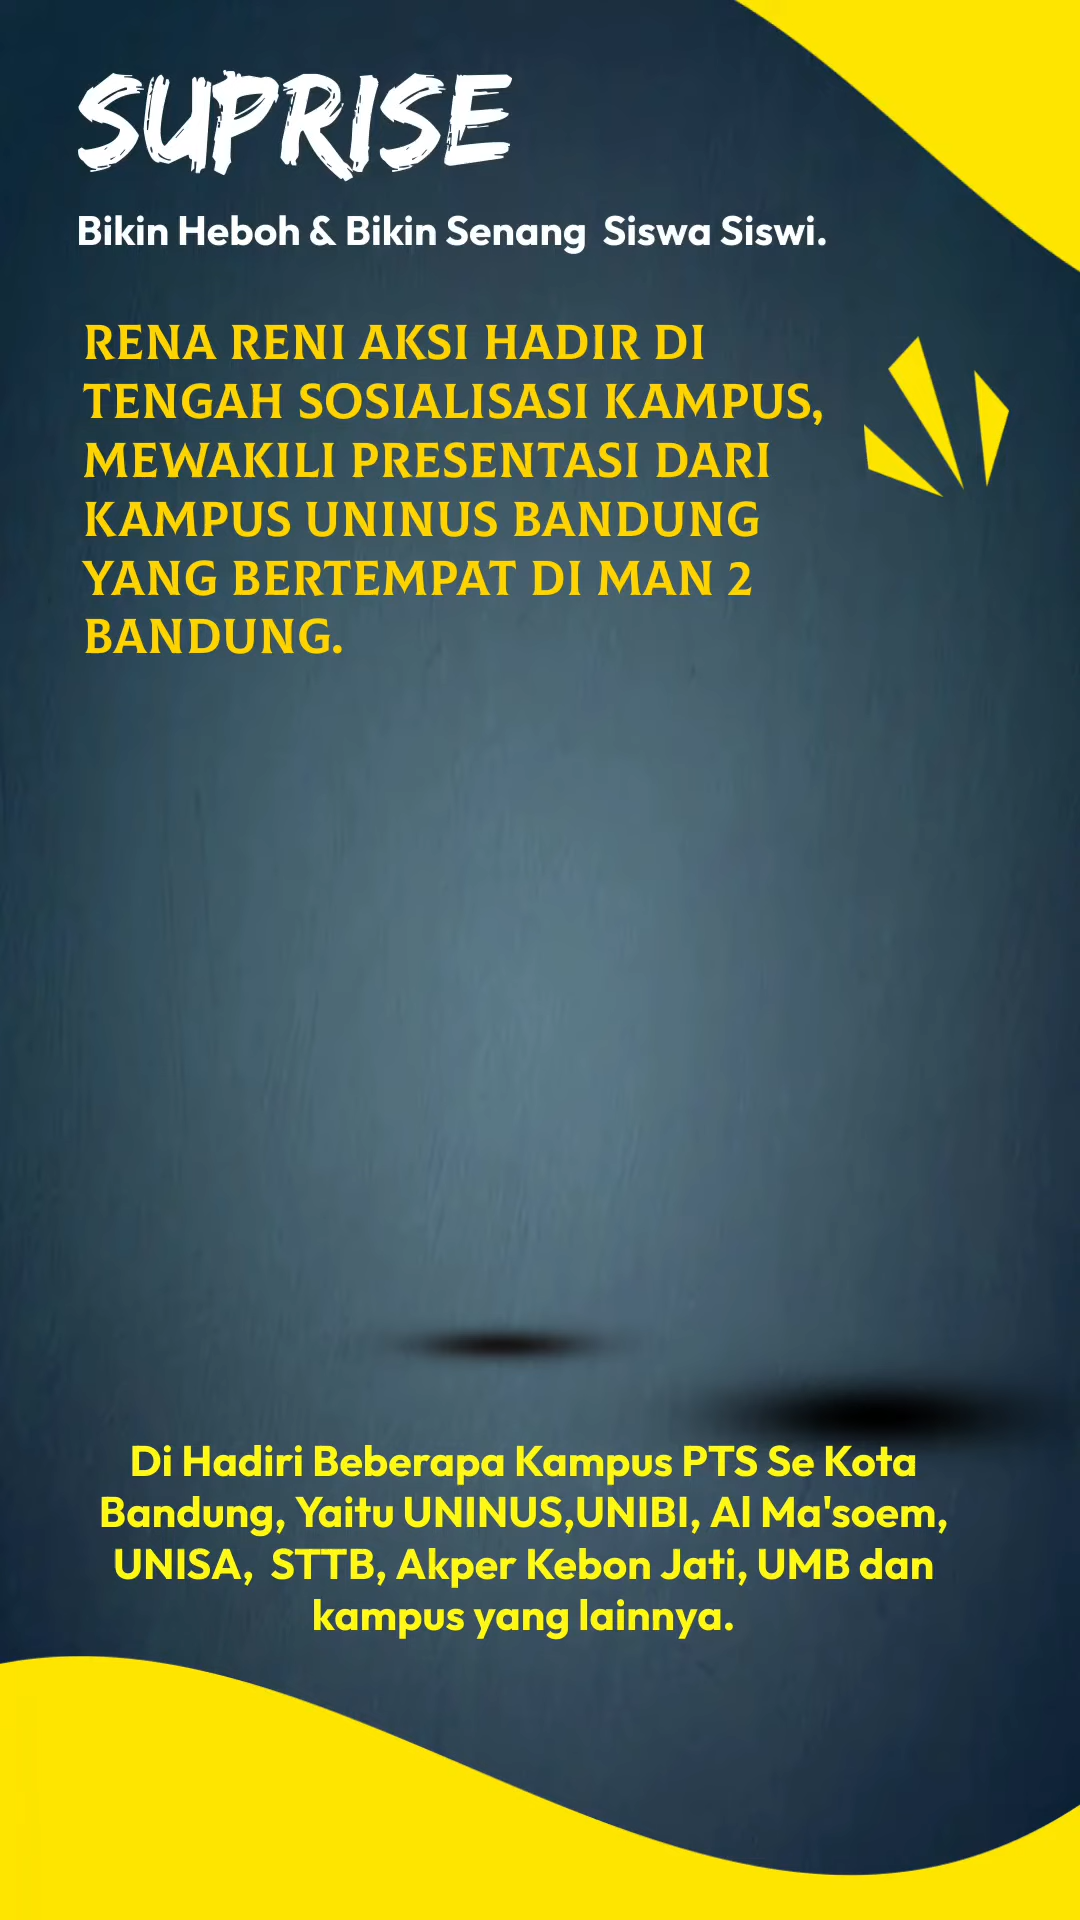 SUPRISE
Bikin Heboh & Bikin Senang  Siswa Siswi.
RENA RENI AKSI HADIR DI
TENGAH SOSIALISASI KAMPUS,
MEWAKILI PRESENTASI DARI
KAMPUS UNINUS BANDUNG
YANG BERTEMPAT DI MAN 2
BANDUNG.
Di Hadiri Beberapa Kampus PTS Se Kota
Bandung, Yaitu UNINUS,UNIBI, Al Ma'soem,
UNISA,  STTB, Akper Kebon Jati, UMB dan
kampus yang lainnya.